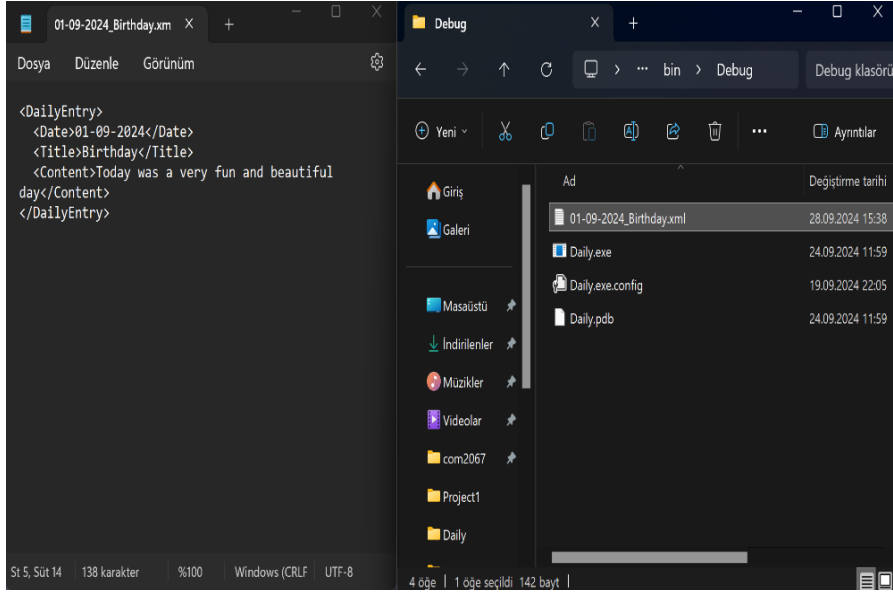 01-09-2024_Birthday.xm
Dosya Düzenle Görünüm
<DailyEntry>
<Date>01-09-2024</Date>
<Title>Birthday</Title>
<Content>Today was a very fun and beautiful
day</Content>
</DailyEntry>
St 5, Süt 14 138 karakter %100 Windows (CRLF UTF-8
Debug
bin Debug
Debug klasörü
Yeni
Ayrıntılar
Giriş
Galeri
Masaüstü
İndirilenler
Müzikler
Videolar
com2067
Project1
Daily
Ad Değiştirme tarihi
01-09-2024_Birthday.xml 28.09.2024 15:38
Daily.exe 24.09.2024 11:59
Daily.exe.config 19.09.2024 22:05
Daily.pdb 24.09.2024 11:59
4 öğe 1 öğe seçildi 142 bayt